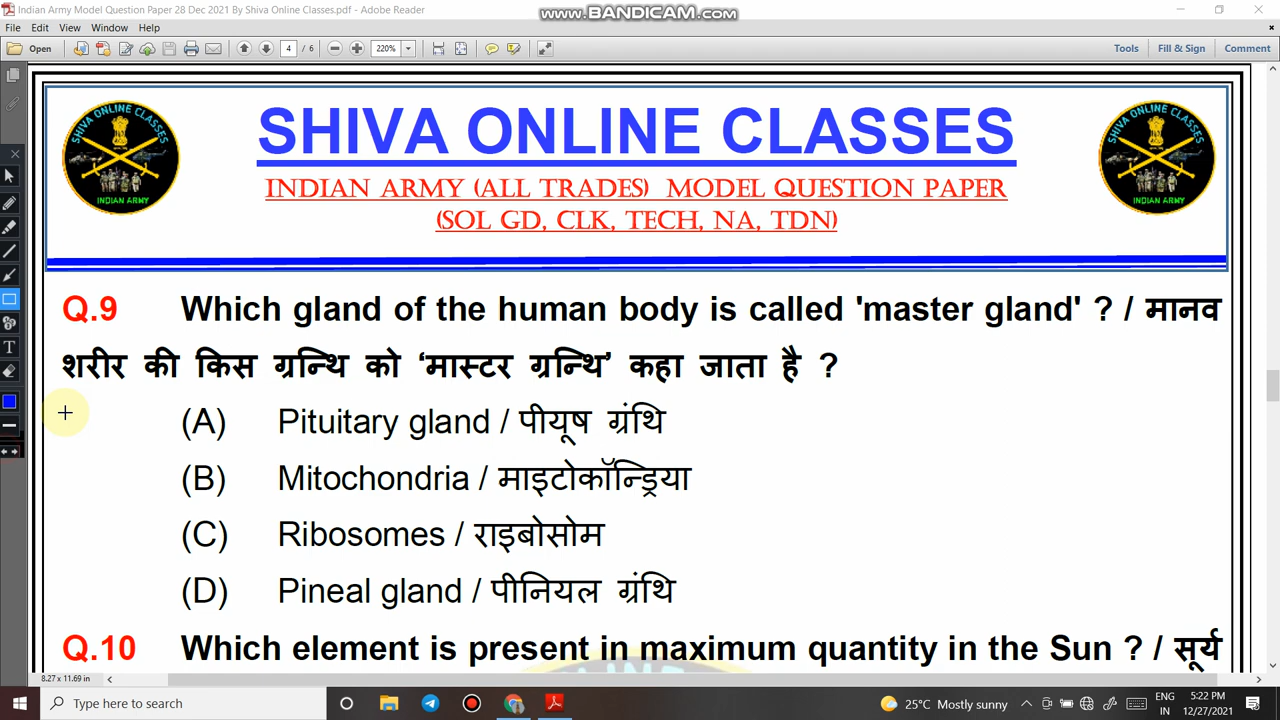 Indian Army Model Question Paper 28 Dec 2021 By Shiva Online Classes.pdf - Adobe Reader
WWW.BANDICAM.COM
File Edit View Window Help
Open 4 / 6 220% Tools Fill & Sign Comment
SHIVA ONLINE CLASSES
INDIAN ARMY
SHIVA ONLINE CLASSES
SHIVA ONLINE CLASSES
INDIAN ARMY
INDIAN ARMY (ALL TRADES) MODEL QUESTION PAPER
(SOL GD, CLK, TECH, NA, TDN)
Q.9 Which gland of the human body is called 'master gland' ? / मानव
शरीर की किस ग्रन्थि को ‘मास्टर ग्रन्थि’ कहा जाता है ?
(A) Pituitary gland / पीयूष ग्रंथि
(B) Mitochondria / माइटोकॉन्ड्रिया
(C) Ribosomes / राइबोसोम
(D) Pineal gland / पीनियल ग्रंथि
Q.10 Which element is present in maximum quantity in the Sun ? / सूर्य
8.27 x 11.69 in
Type here to search 25°C Mostly sunny ENG 5:22 PM
IN 12/27/2021